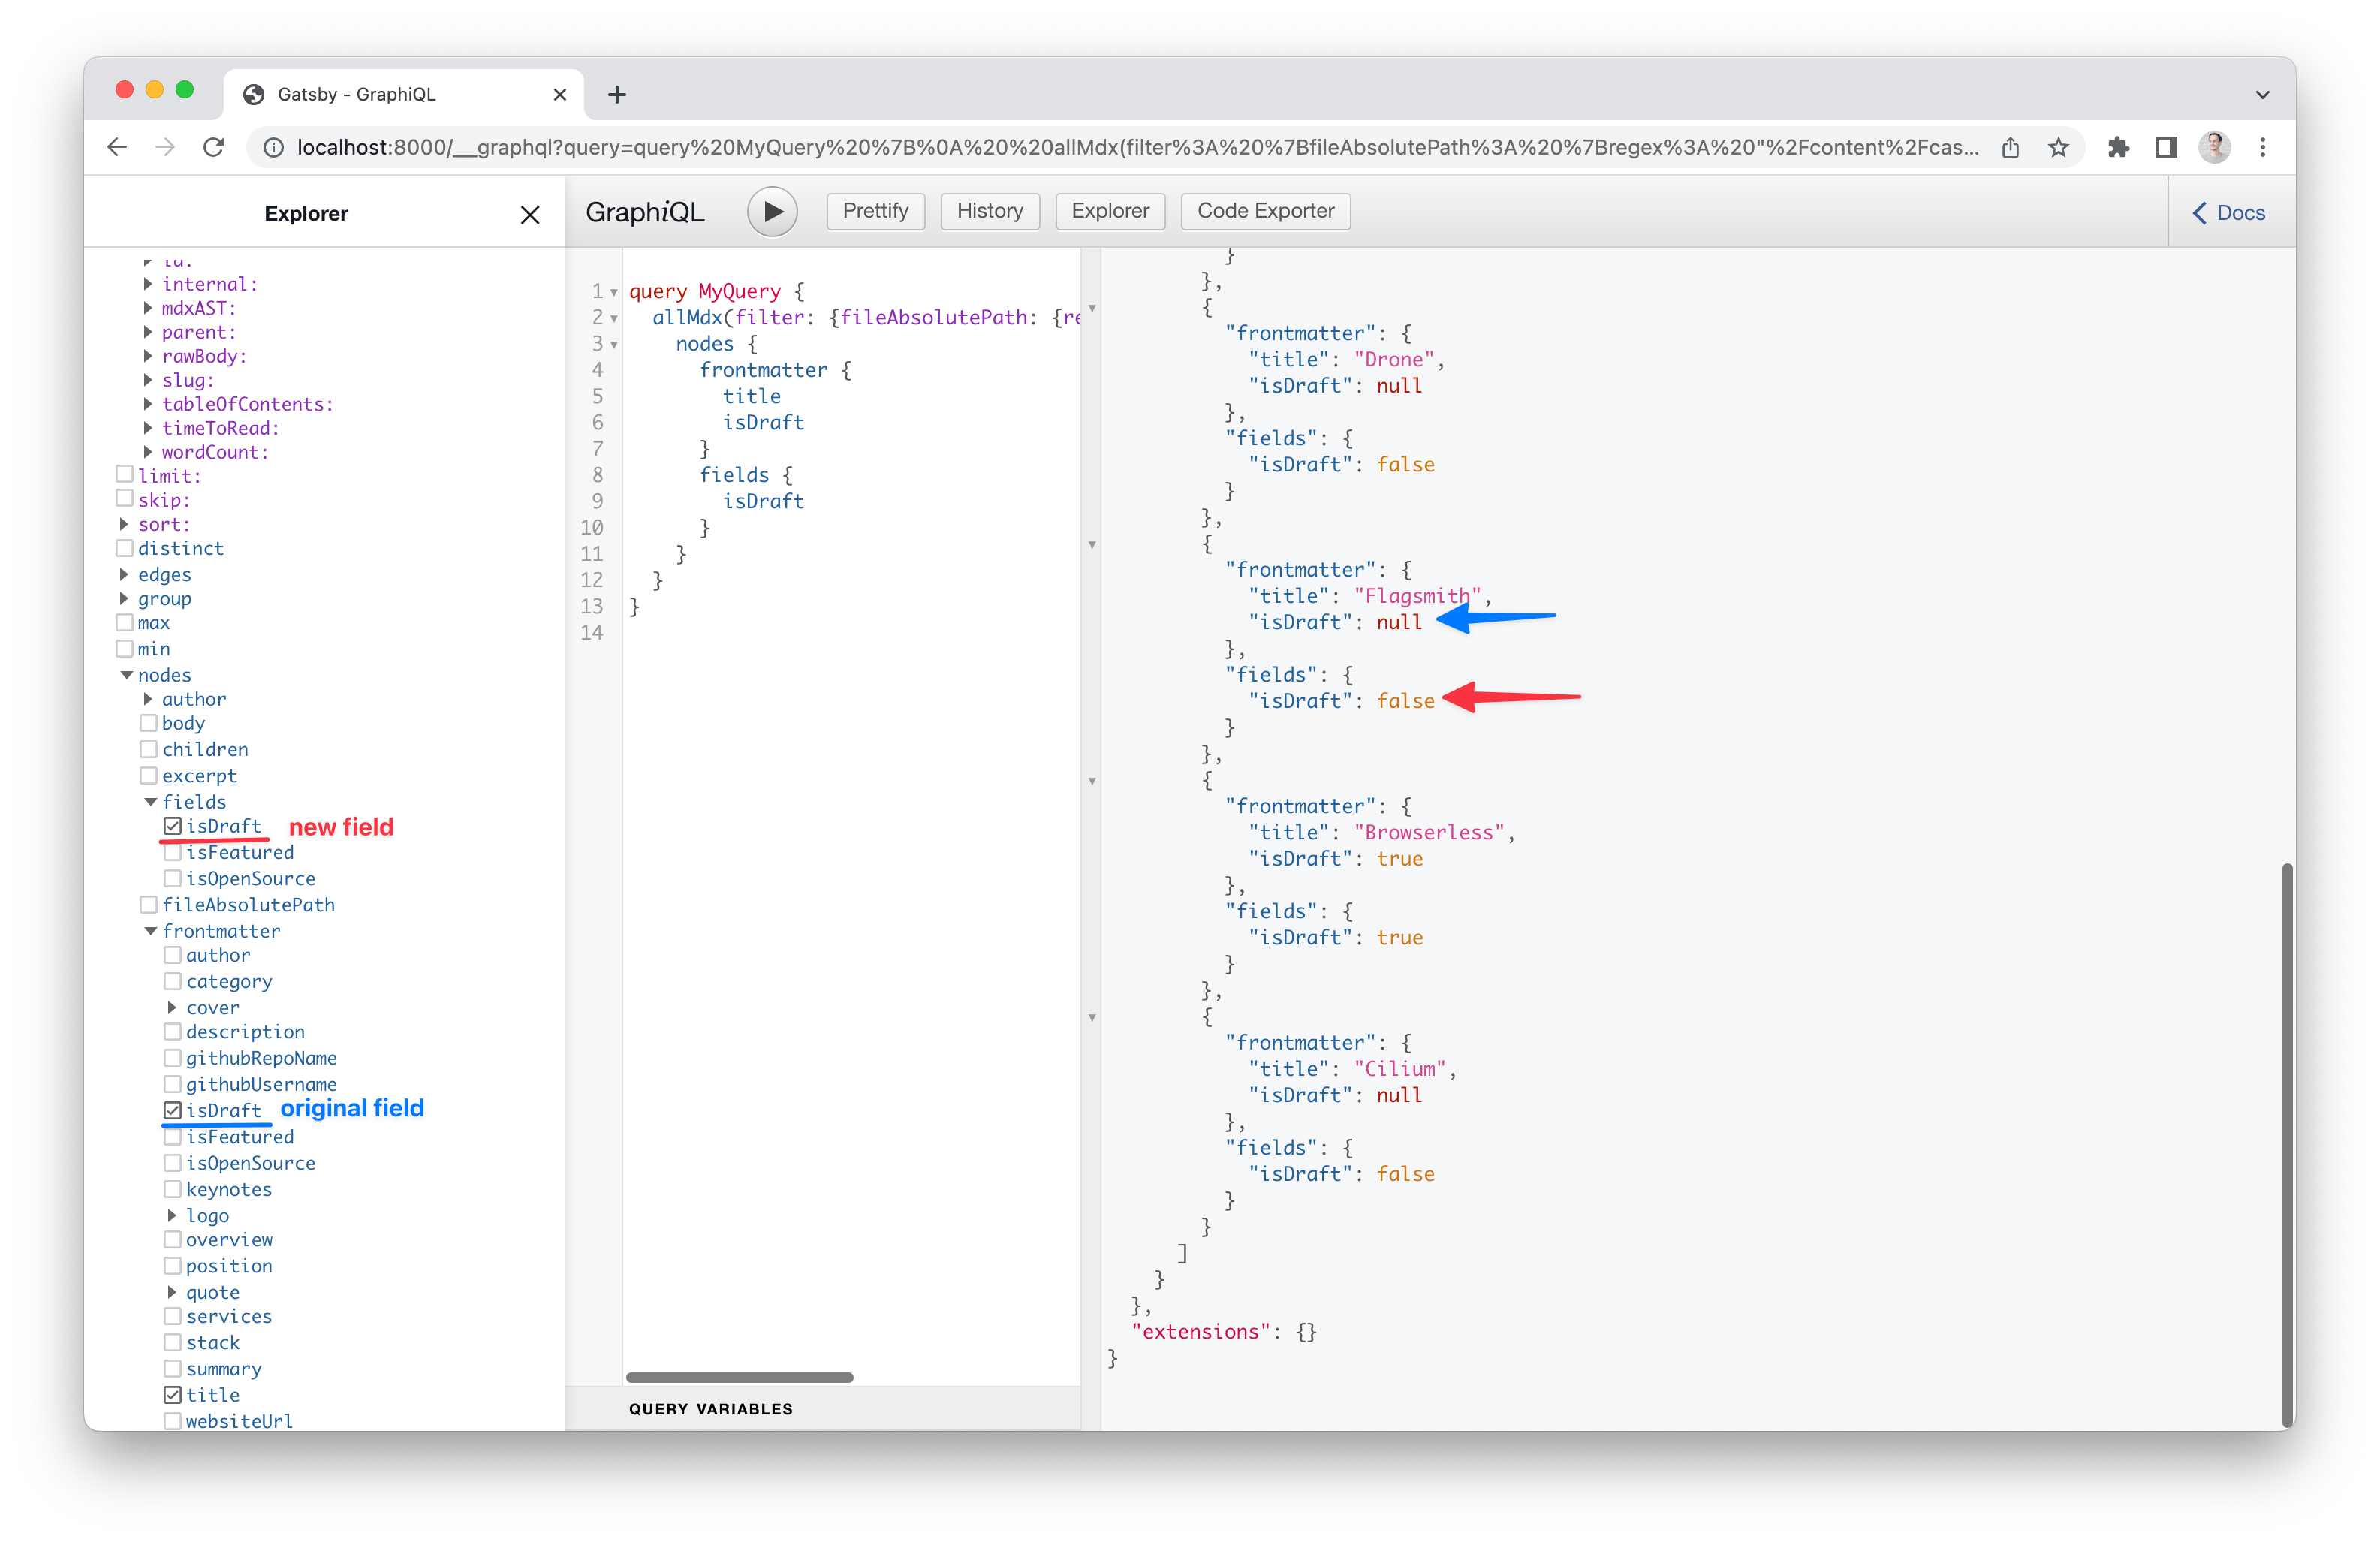 Gatsby - GraphiQL
localhost:8000/__graphql?query=query%20MyQuery%20%7B%0A%20%20allMdx(filter%3A%20%7BfileAbsolutePath%3A%20%7Bregex%3A%20"%2Fcontent%2Fcas...
Explorer
GraphiQL
Prettify
History
Explorer
Code Exporter
Docs
id:
internal:
mdxAST:
parent:
rawBody:
slug:
tableOfContents:
timeToRead:
wordCount:
limit:
skip:
sort:
distinct
edges
group
max
min
nodes
author
body
children
excerpt
fields
isDraft new field
isFeatured
isOpenSource
fileAbsolutePath
frontmatter
author
category
cover
description
githubRepoName
githubUsername
isDraft original field
isFeatured
isOpenSource
keynotes
logo
overview
position
quote
services
stack
summary
title
websiteUrl
1 query MyQuery {
2 allMdx(filter: {fileAbsolutePath: {re
3 nodes {
4 frontmatter {
5 title
6 isDraft
7 }
8 fields {
9 isDraft
10 }
11 }
12 }
13 }
14
QUERY VARIABLES
}
},
{
"frontmatter": {
"title": "Drone",
"isDraft": null
},
"fields": {
"isDraft": false
}
},
{
"frontmatter": {
"title": "Flagsmith",
"isDraft": null
},
"fields": {
"isDraft": false
}
},
{
"frontmatter": {
"title": "Browserless",
"isDraft": true
},
"fields": {
"isDraft": true
}
},
{
"frontmatter": {
"title": "Cilium",
"isDraft": null
},
"fields": {
"isDraft": false
}
}
]
}
},
"extensions": {}
}